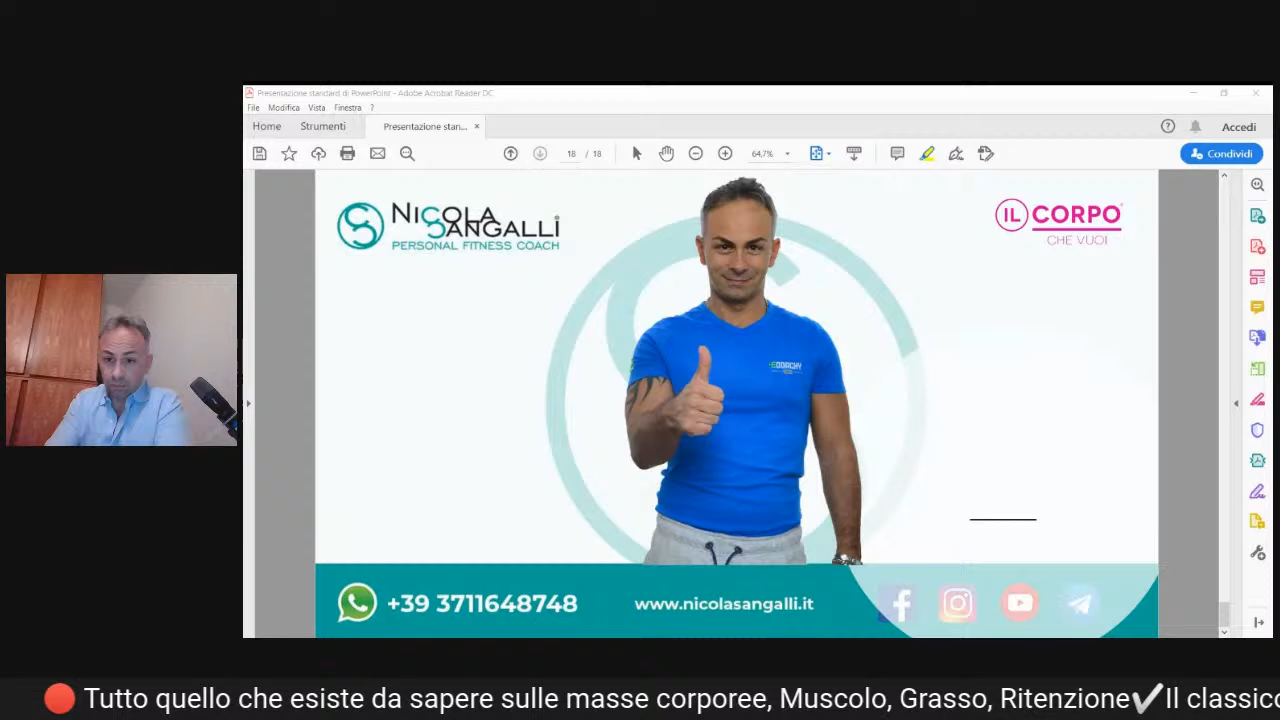 Presentazione standard di PowerPoint - Adobe Acrobat Reader DC
File Modifica Vista Finestra ?
Home Strumenti Presentazione stan... × Accedi
18 / 18 64,7% Condividi
NICOLA
SANGALLI
PERSONAL FITNESS COACH
IL CORPO
CHE VUOI
+39 3711648748 www.nicolasangalli.it
🔴 Tutto quello che esiste da sapere sulle masse corporee, Muscolo, Grasso, Ritenzione✔️Il classico